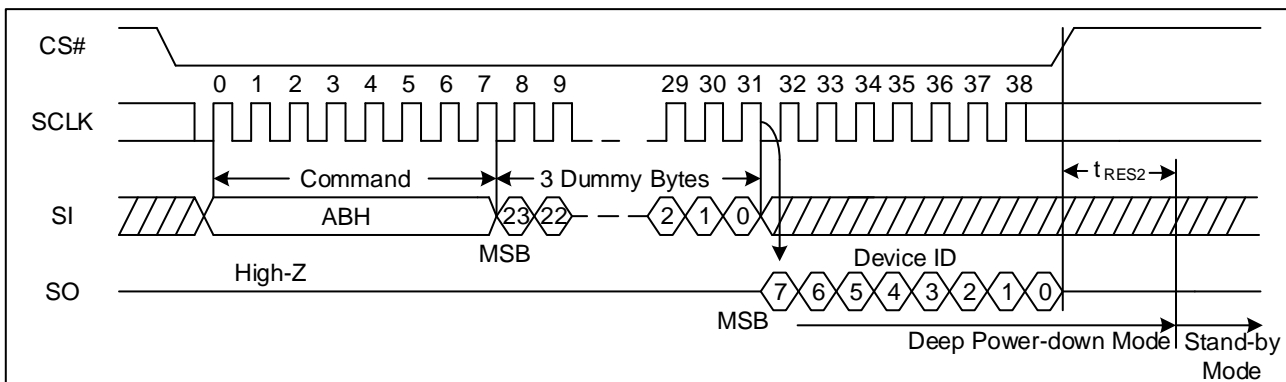 CS#
0 1 2 3 4 5 6 7 8 9 29 30 31 32 33 34 35 36 37 38
SCLK
Command 3 Dummy Bytes tRES2
SI ABH 23 22 2 1 0
MSB
High-Z Device ID
SO 7 6 5 4 3 2 1 0
MSB
Deep Power-down Mode Stand-by
Mode